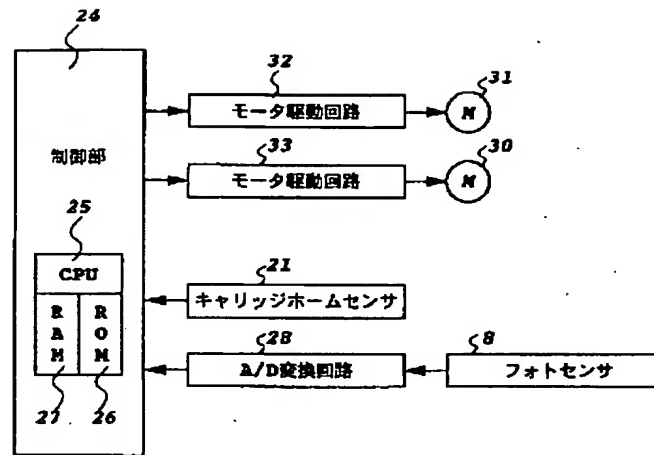 24
32
31
モータ駆動回路
M
制御部
33
30
モータ駆動回路
M
25
CPU
21
キャリッジホームセンサ
RAM
ROM
28
8
A/D変換回路
フォトセンサ
27
26